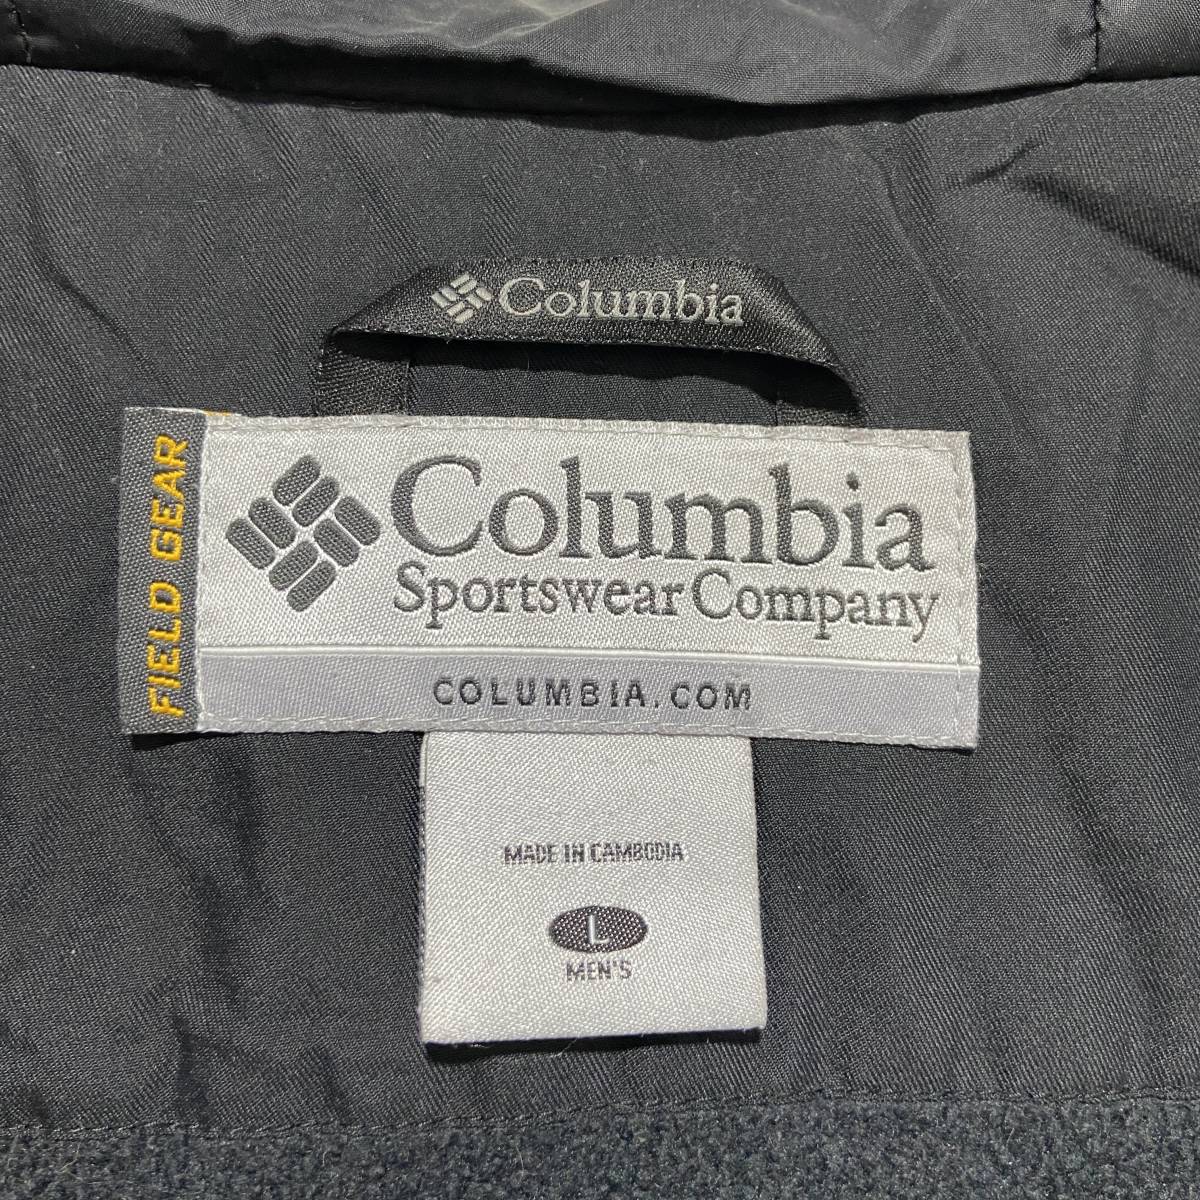 Columbia
FIELD GEAR
Columbia
Sportswear Company
COLUMBIA.COM
MADE IN CAMBODIA
L
MEN'S